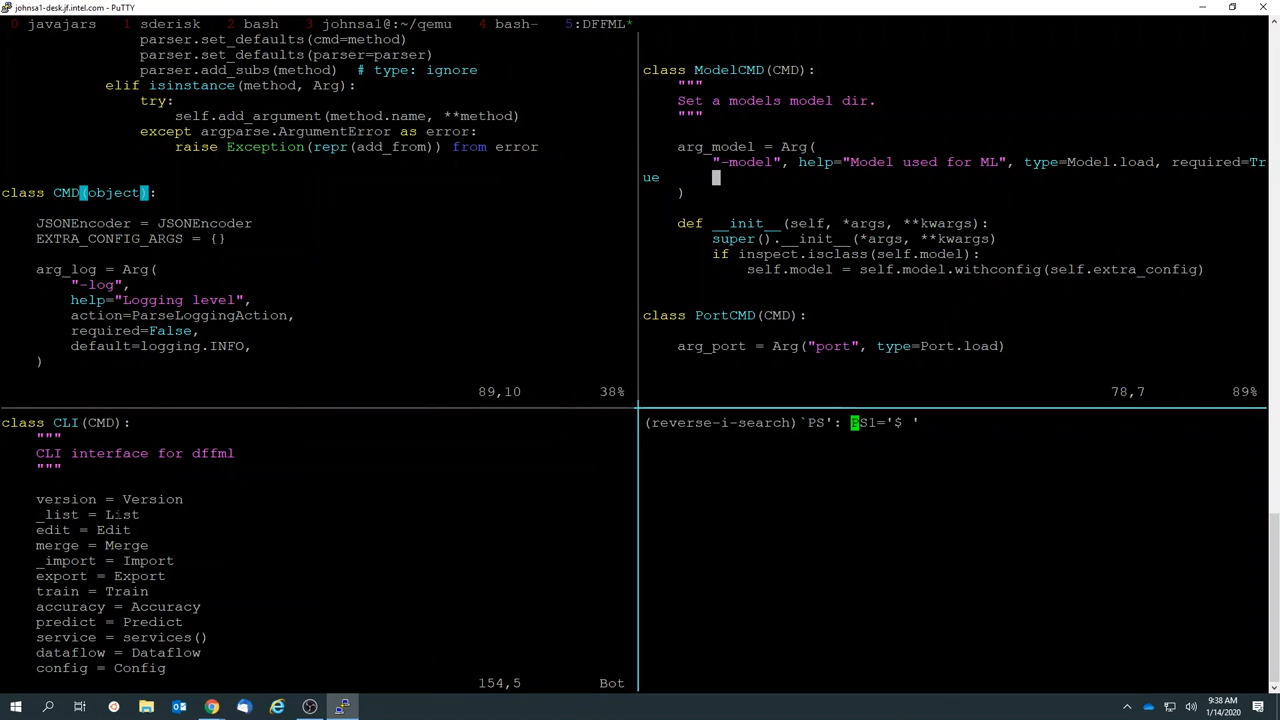 johnsa1-desk.jf.intel.com - PuTTY
0 javajars 1 sderisk 2 bash 3 johnsa1@:~/qemu 4 bash- 5:DFFML*
parser.set_defaults(cmd=method)
parser.set_defaults(parser=parser)
parser.add_subs(method)  # type: ignore
elif isinstance(method, Arg):
try:
self.add_argument(method.name, **method)
except argparse.ArgumentError as error:
raise Exception(repr(add_from)) from error
class CMD(object):
JSONEncoder = JSONEncoder
EXTRA_CONFIG_ARGS = {}
arg_log = Arg(
"-log",
help="Logging level",
action=ParseLoggingAction,
required=False,
default=logging.INFO,
)
89,10 38%
class ModelCMD(CMD):
"""
Set a models model dir.
"""
arg_model = Arg(
"-model", help="Model used for ML", type=Model.load, required=Tr
ue
)
def __init__(self, *args, **kwargs):
super().__init__(*args, **kwargs)
if inspect.isclass(self.model):
self.model = self.model.withconfig(self.extra_config)
class PortCMD(CMD):
arg_port = Arg("port", type=Port.load)
78,7 89%
class CLI(CMD):
"""
CLI interface for dffml
"""
version = Version
_list = List
edit = Edit
merge = Merge
_import = Import
export = Export
train = Train
accuracy = Accuracy
predict = Predict
service = services()
dataflow = Dataflow
config = Config
154,5 Bot
(reverse-i-search)`PS': PS1='$ '
9:38 AM
1/14/2020